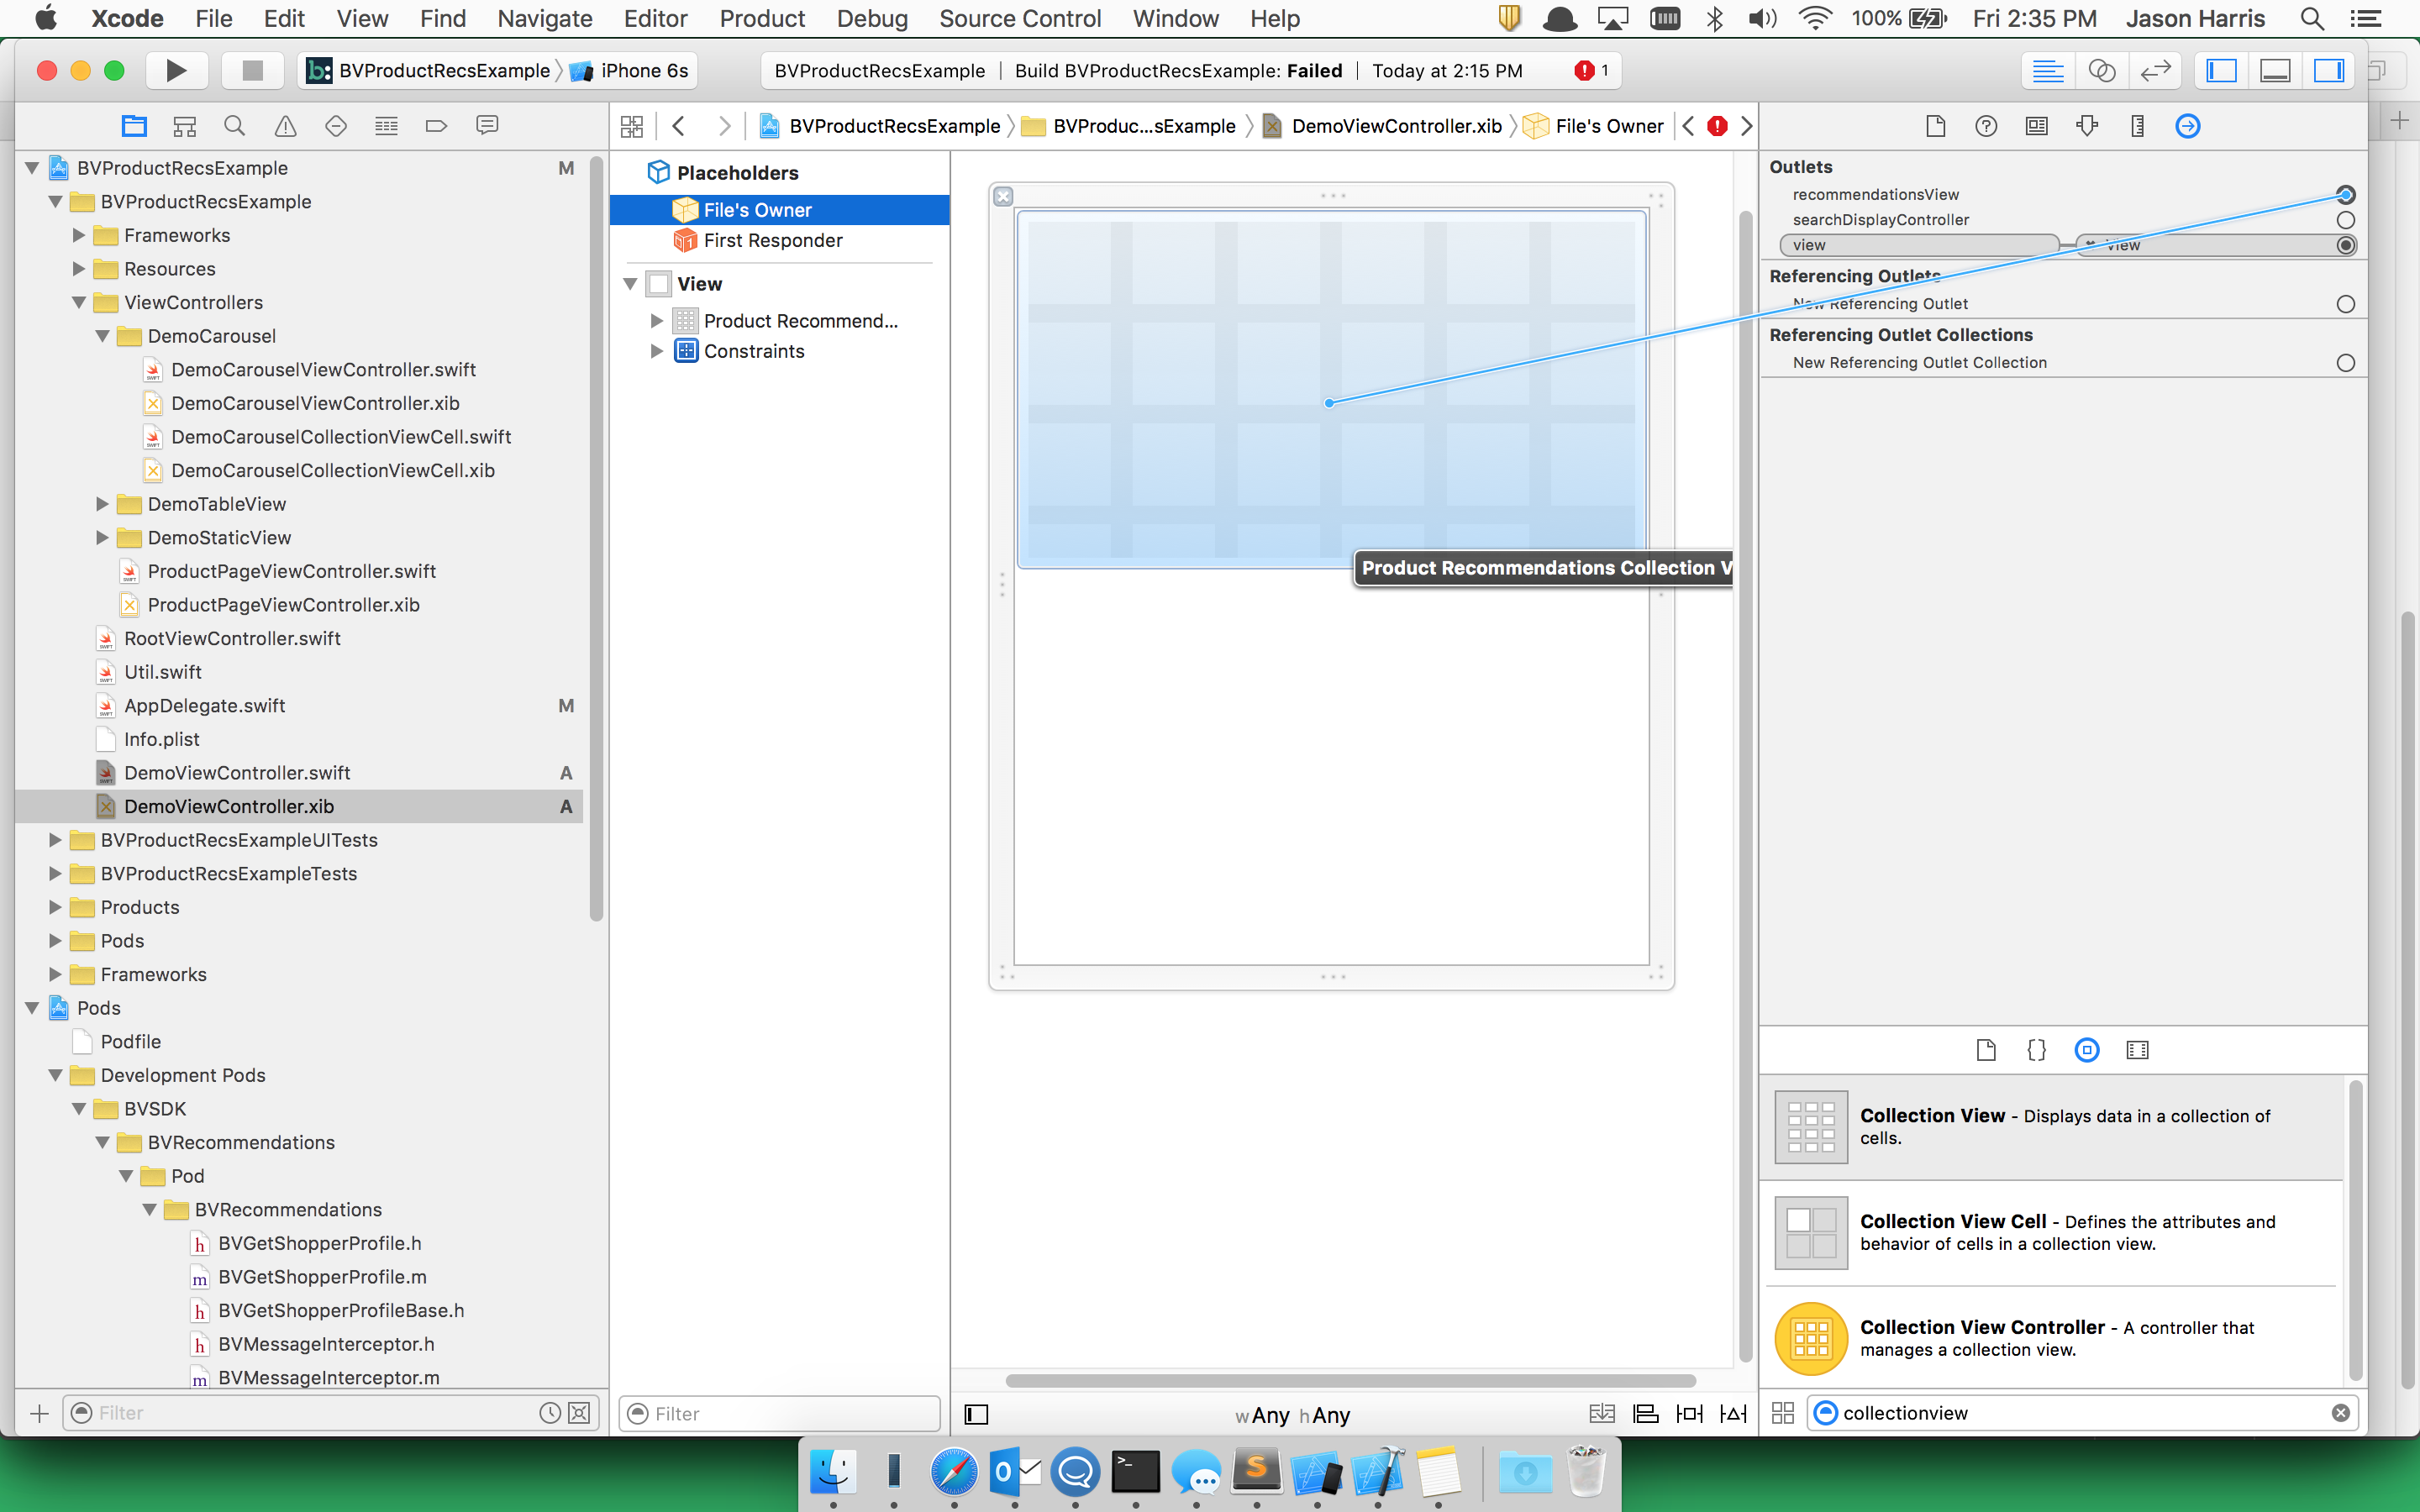 Xcode File Edit View Find Navigate Editor Product Debug Source Control Window Help 100% Fri 2:35 PM Jason Harris
b: BVProductRecsExample iPhone 6s BVProductRecsExample | Build BVProductRecsExample: Failed | Today at 2:15 PM 1
BVProductRecsExample BVProduc...sExample DemoViewController.xib File's Owner
BVProductRecsExample M
BVProductRecsExample
Frameworks
Resources
ViewControllers
DemoCarousel
DemoCarouselViewController.swift
DemoCarouselViewController.xib
DemoCarouselCollectionViewCell.swift
DemoCarouselCollectionViewCell.xib
DemoTableView
DemoStaticView
ProductPageViewController.swift
ProductPageViewController.xib
RootViewController.swift
Util.swift
AppDelegate.swift M
Info.plist
DemoViewController.swift A
DemoViewController.xib A
BVProductRecsExampleUITests
BVProductRecsExampleTests
Products
Pods
Frameworks
Pods
Podfile
Development Pods
BVSDK
BVRecommendations
Pod
BVRecommendations
h BVGetShopperProfile.h
m BVGetShopperProfile.m
h BVGetShopperProfileBase.h
h BVMessageInterceptor.h
m BVMessageInterceptor.m
Filter
Placeholders
File's Owner
First Responder
View
Product Recommend...
Constraints
Filter
Product Recommendations Collection V
wAny hAny
Outlets
recommendationsView
searchDisplayController
view View
Referencing Outlets
New Referencing Outlet
Referencing Outlet Collections
New Referencing Outlet Collection
Collection View - Displays data in a collection of
cells.
Collection View Cell - Defines the attributes and
behavior of cells in a collection view.
Collection View Controller - A controller that
manages a collection view.
collectionview